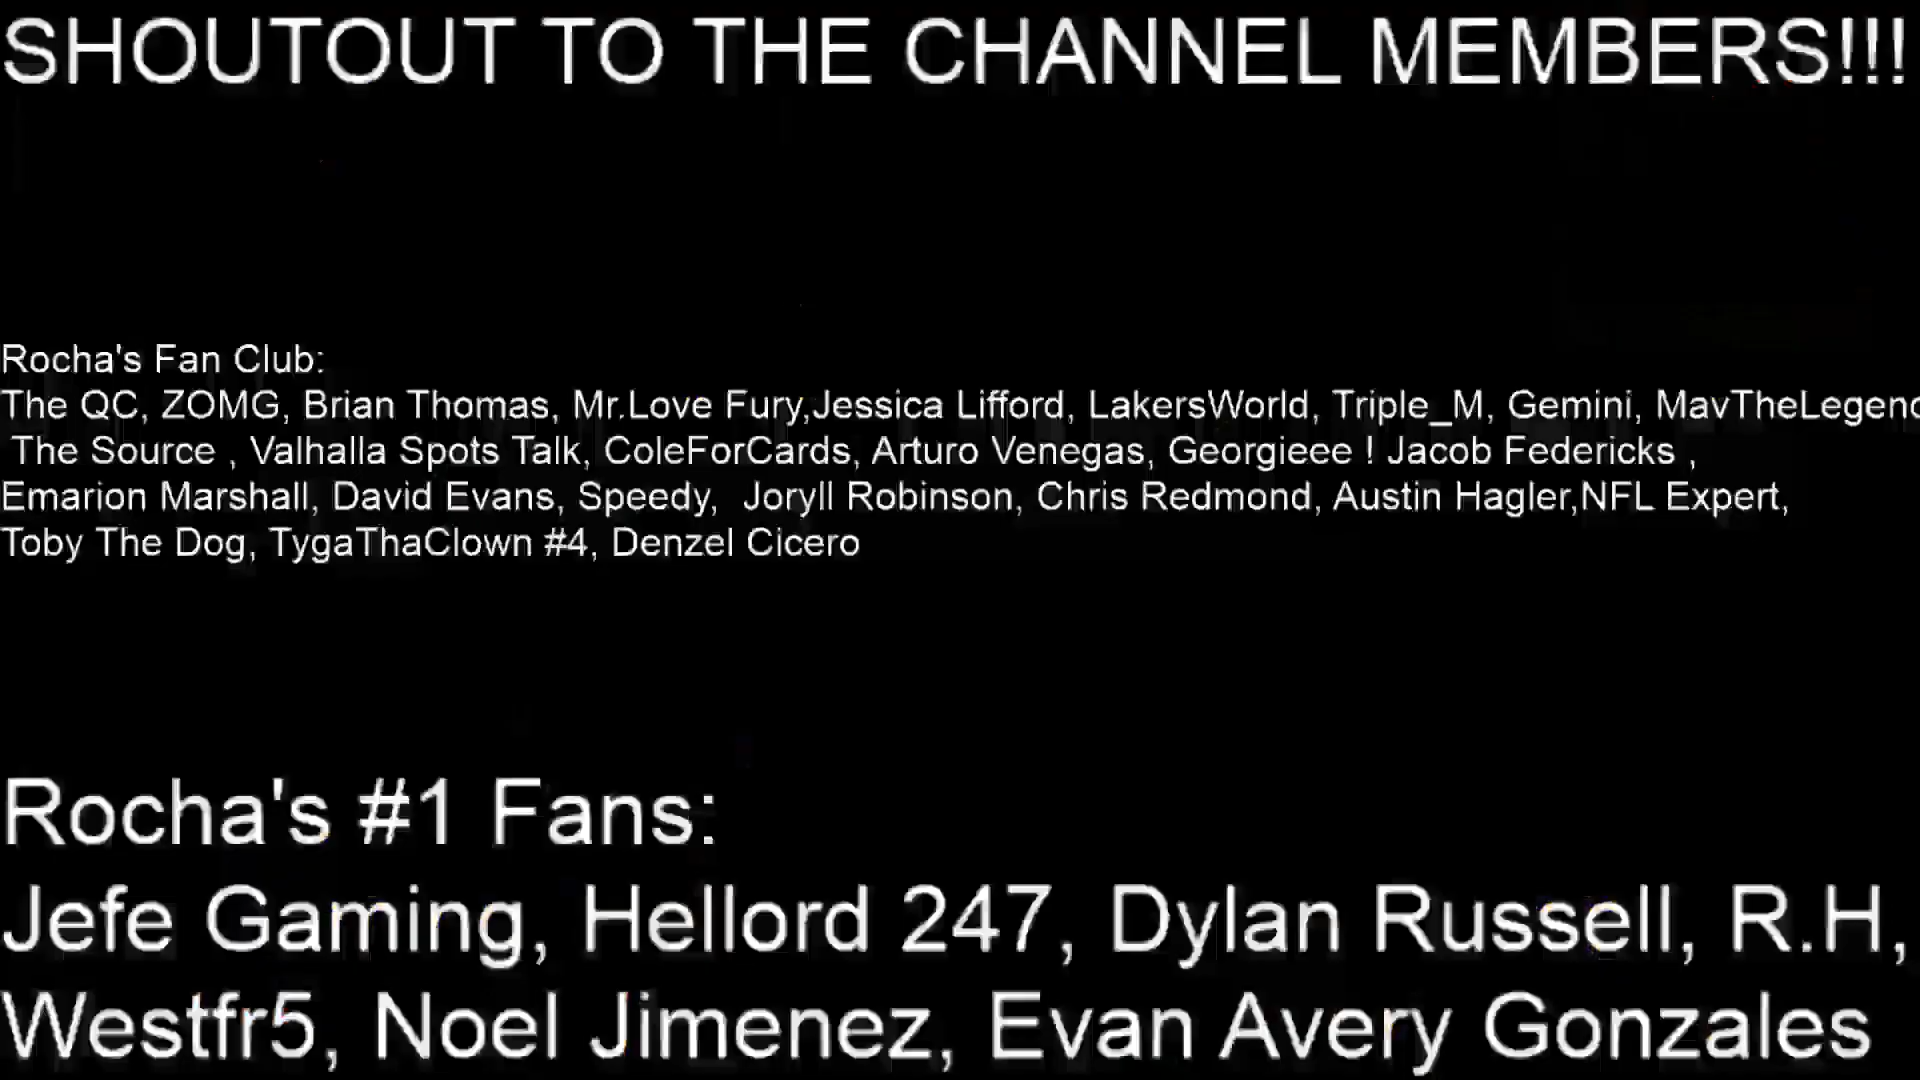 SHOUTOUT TO THE CHANNEL MEMBERS!!!
Rocha's Fan Club:
The QC, ZOMG, Brian Thomas, Mr.Love Fury,Jessica Lifford, LakersWorld, Triple_M, Gemini, MavTheLegend
The Source , Valhalla Spots Talk, ColeForCards, Arturo Venegas, Georgieee ! Jacob Federicks ,
Emarion Marshall, David Evans, Speedy,  Joryll Robinson, Chris Redmond, Austin Hagler,NFL Expert,
Toby The Dog, TygaThaClown #4, Denzel Cicero
Rocha's #1 Fans:
Jefe Gaming, Hellord 247, Dylan Russell, R.H,
Westfr5, Noel Jimenez, Evan Avery Gonzales